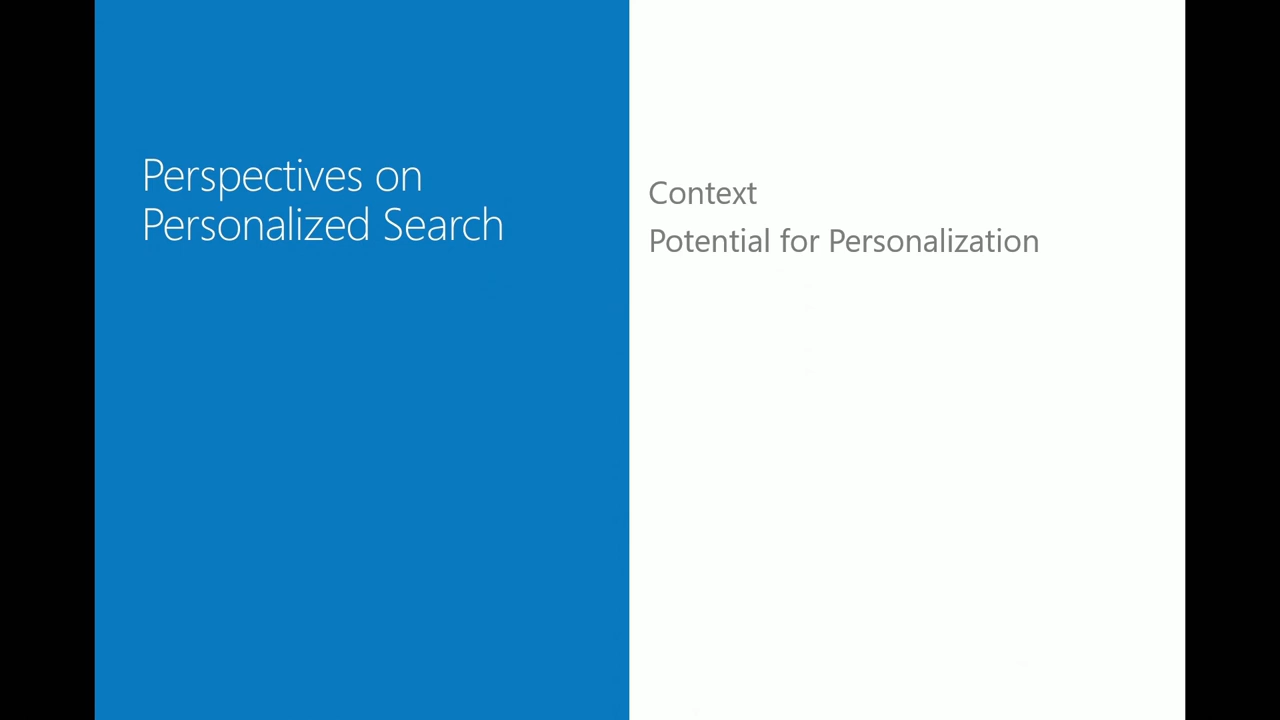 Perspectives on
Personalized Search
Context
Potential for Personalization